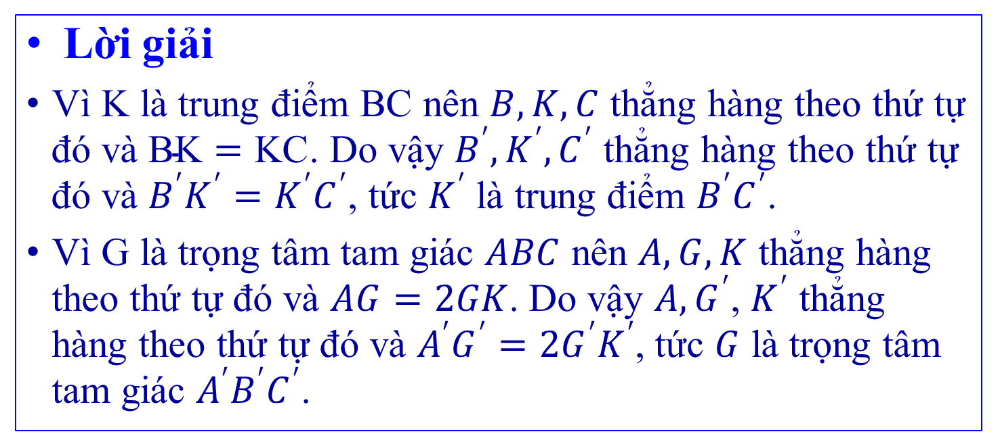 • Lời giải
• Vì K là trung điểm BC nên B, K, C thẳng hàng theo thứ tự
đó và BK = KC. Do vậy B′, K′, C′ thẳng hàng theo thứ tự
đó và B′K′ = K′C′, tức K′ là trung điểm B′C′.
• Vì G là trọng tâm tam giác ABC nên A, G, K thẳng hàng
theo thứ tự đó và AG = 2GK. Do vậy A, G′, K′ thẳng
hàng theo thứ tự đó và A′G′ = 2G′K′, tức G là trọng tâm
tam giác A′B′C′.